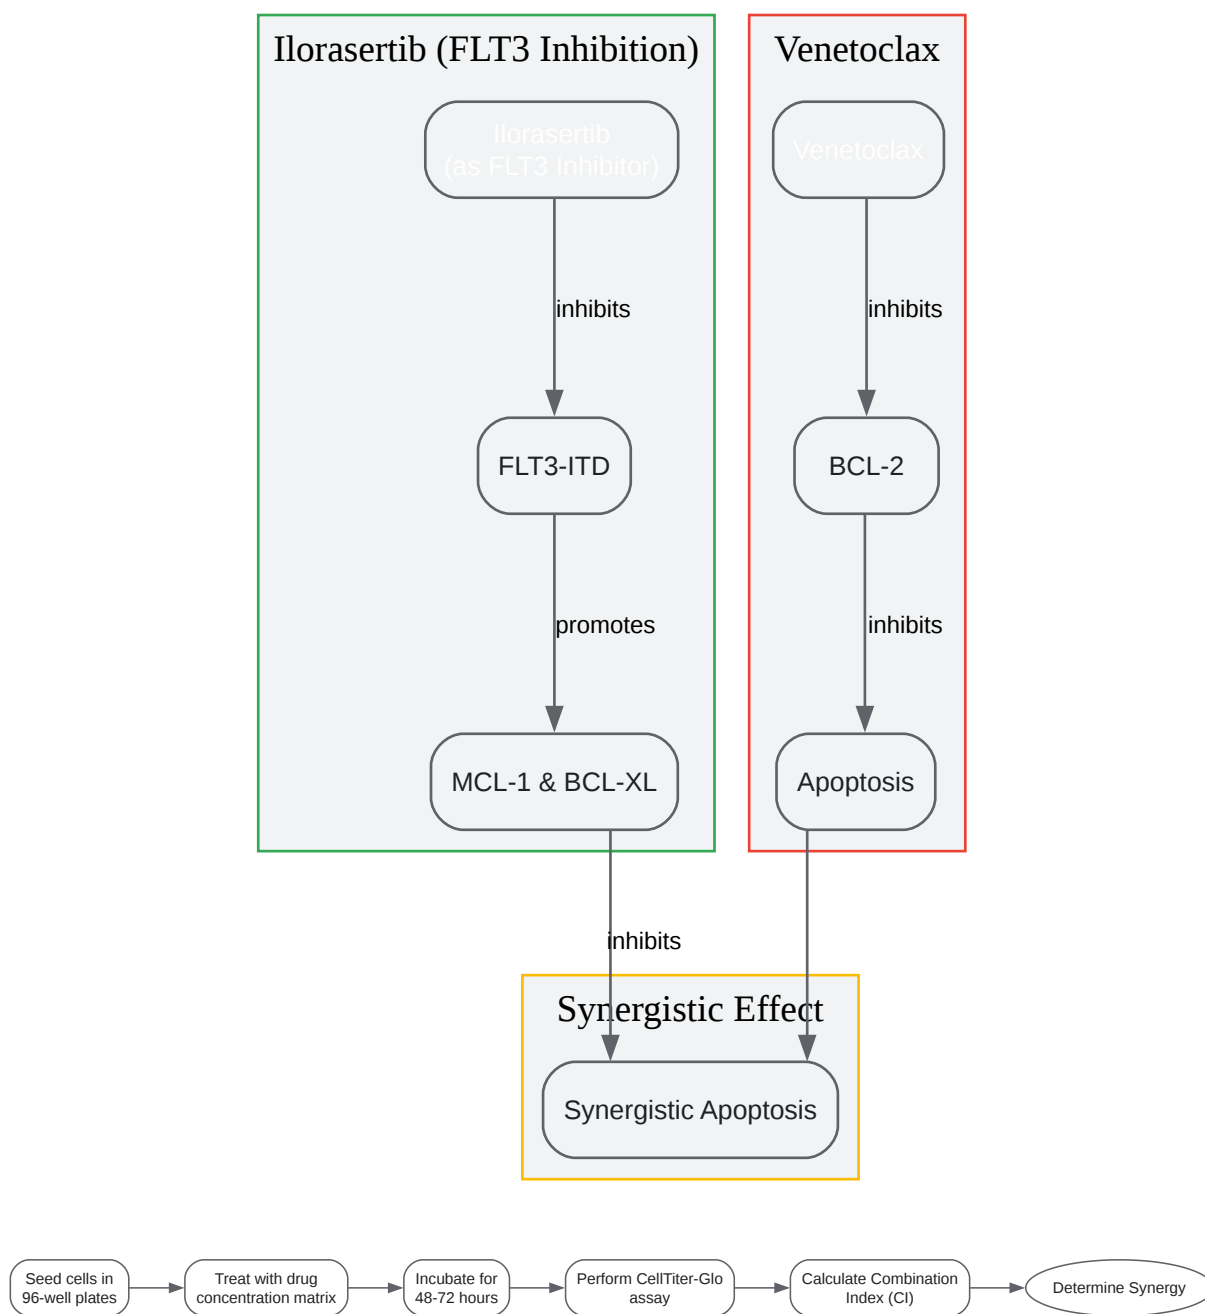 Ilorasertib (FLT3 Inhibition)
Venetoclax
Ilorasertib
(as FLT3 Inhibitor)
Venetoclax
inhibits
inhibits
FLT3-ITD
BCL-2
promotes
inhibits
MCL-1 & BCL-XL
Apoptosis
inhibits
Synergistic Effect
Synergistic Apoptosis
Seed cells in
96-well plates
Treat with drug
concentration matrix
Incubate for
48-72 hours
Perform CellTiter-Glo
assay
Calculate Combination
Index (CI)
Determine Synergy